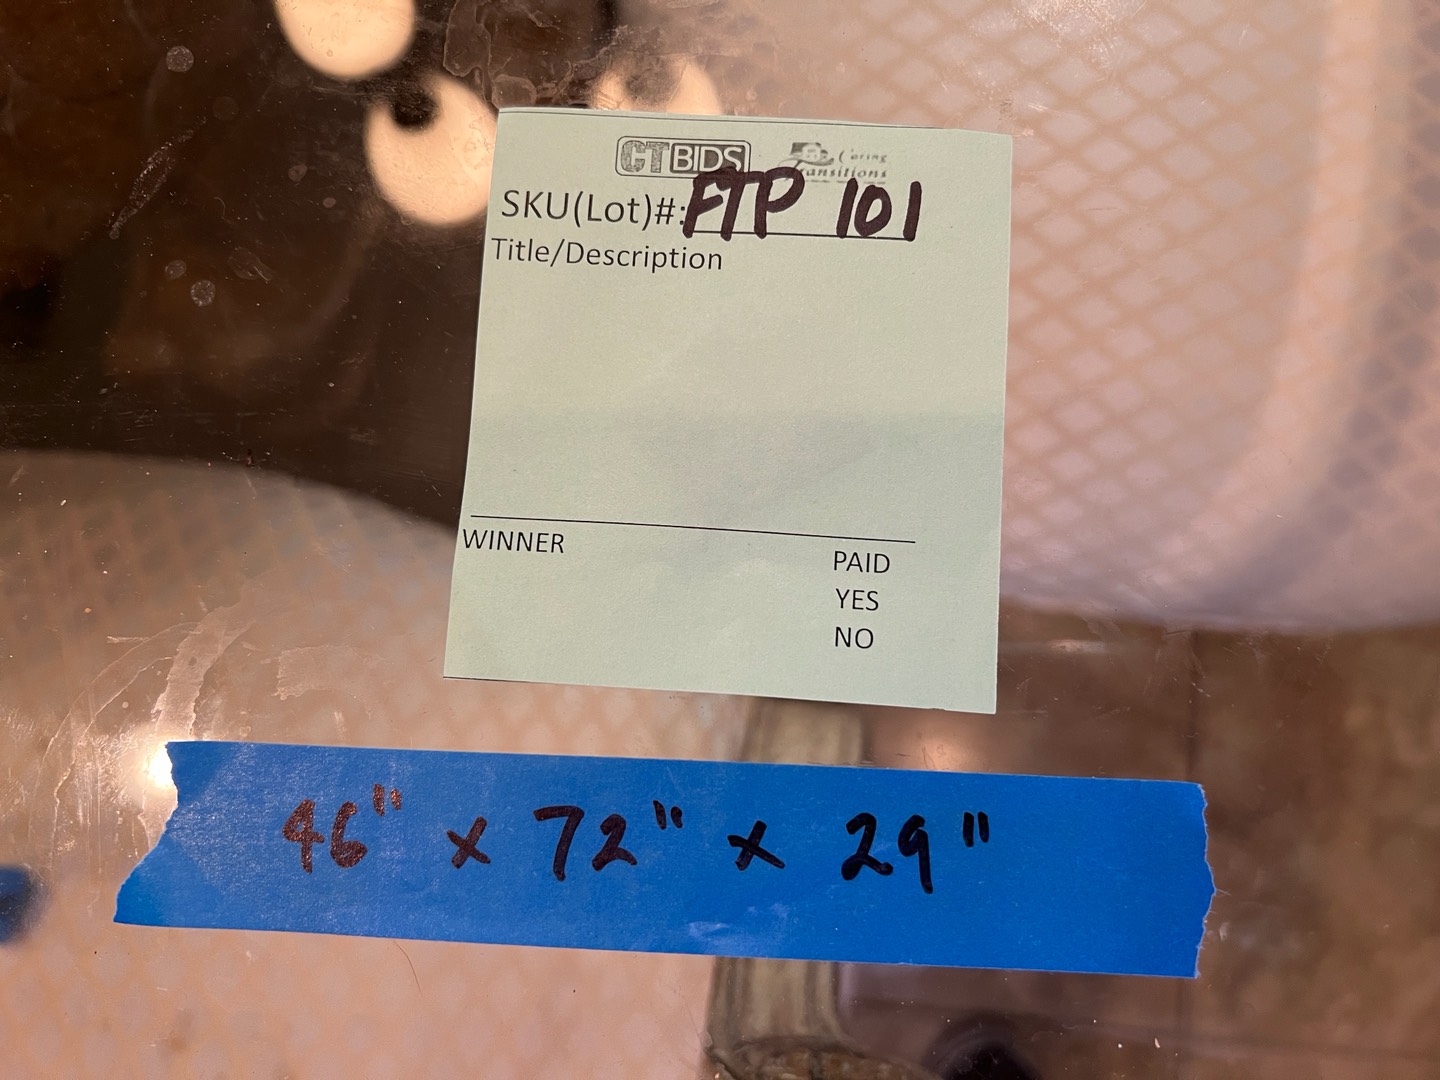 CTBIDS Caring Transitions
SKU(Lot)#: FTP 101
Title/Description
WINNER
PAID
YES
NO
46" x 72" x 29"